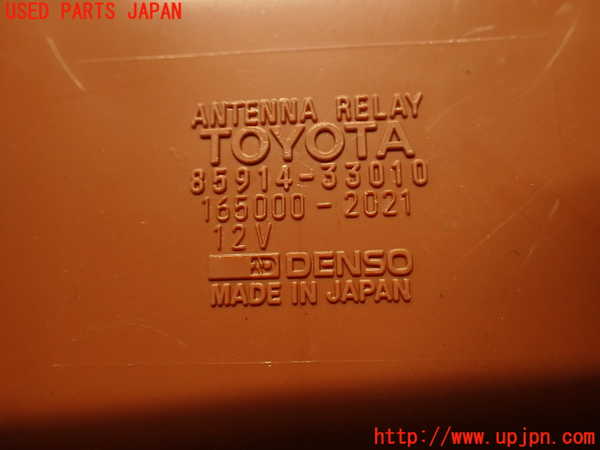 USED PARTS JAPAN
ANTENNA RELAY
TOYOTA
85914-33010
165000-2021
12V
DENSO
MADE IN JAPAN
http://www.upjpn.com/